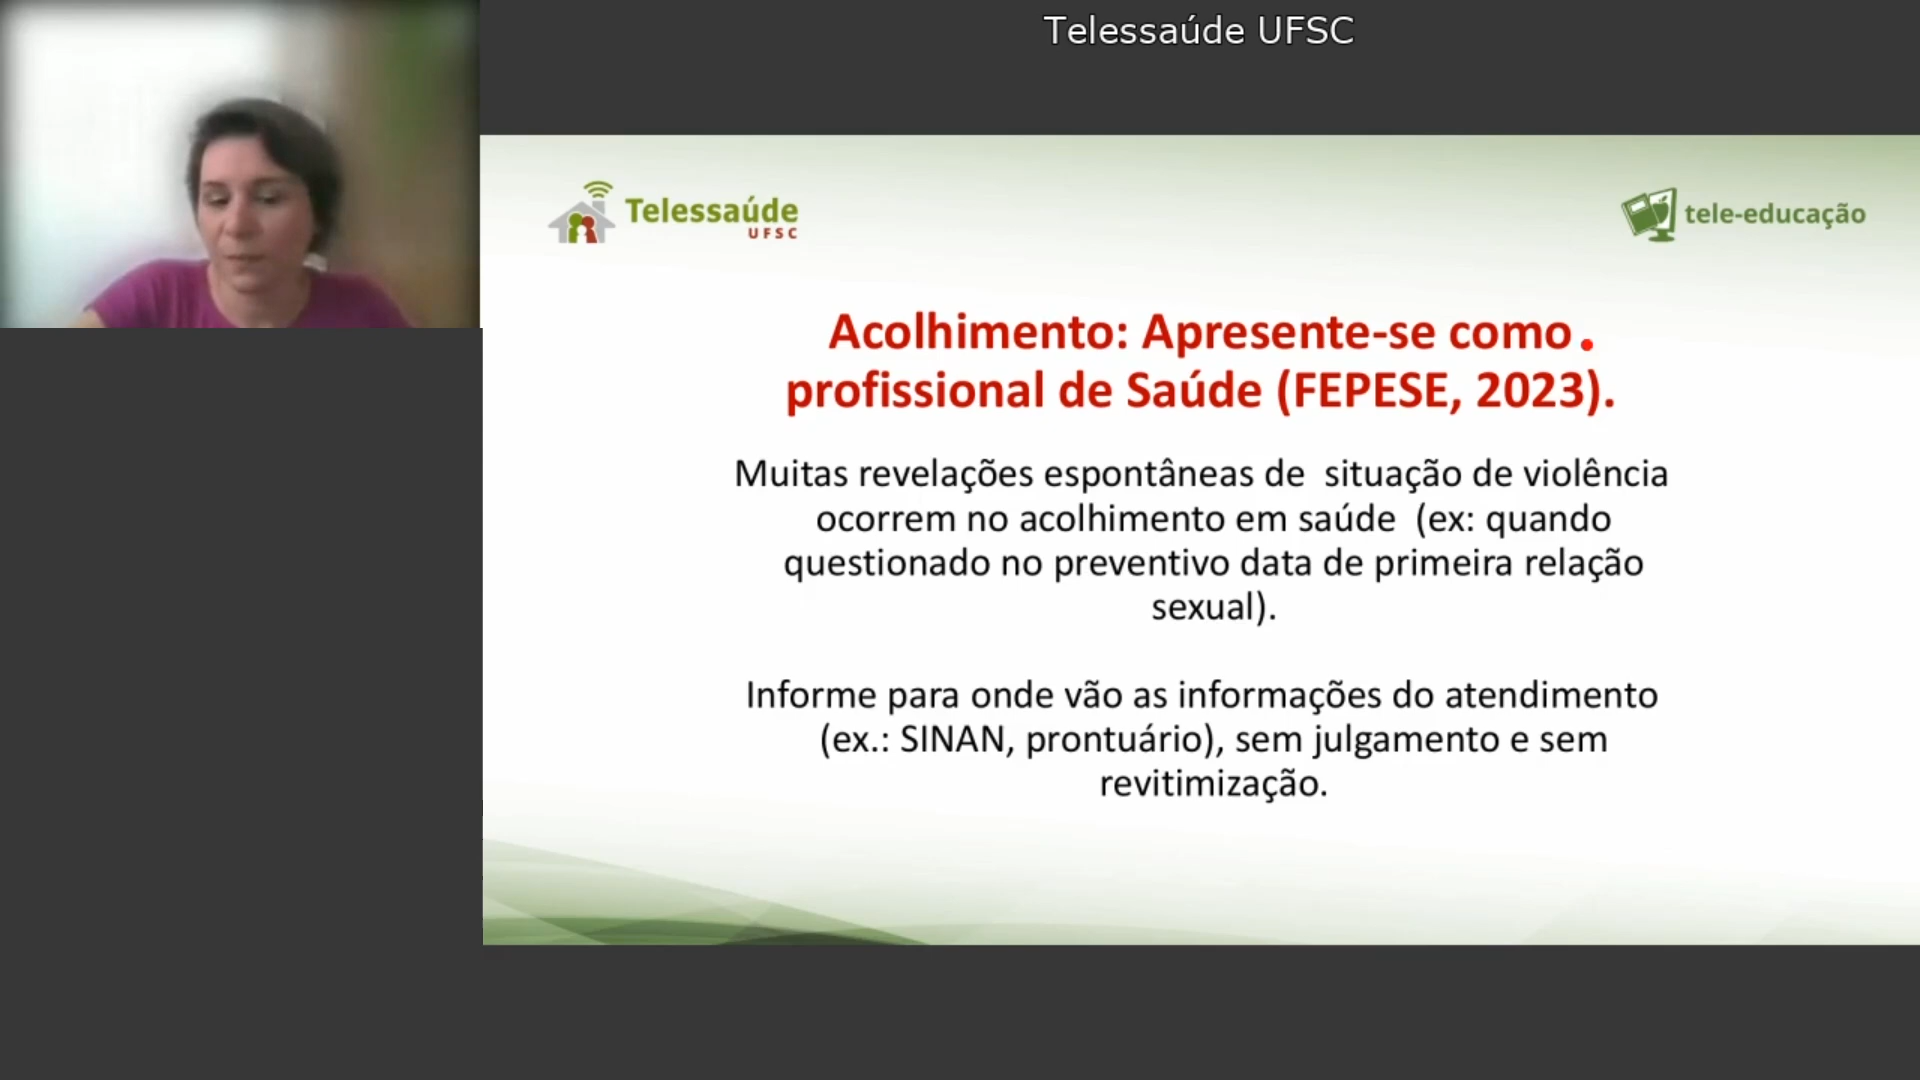 Telessaúde UFSC
Telessaúde
UFSC
tele-educação
Acolhimento: Apresente-se como
profissional de Saúde (FEPESE, 2023).
Muitas revelações espontâneas de situação de violência
ocorrem no acolhimento em saúde (ex: quando
questionado no preventivo data de primeira relação
sexual).
Informe para onde vão as informações do atendimento
(ex.: SINAN, prontuário), sem julgamento e sem
revitimização.